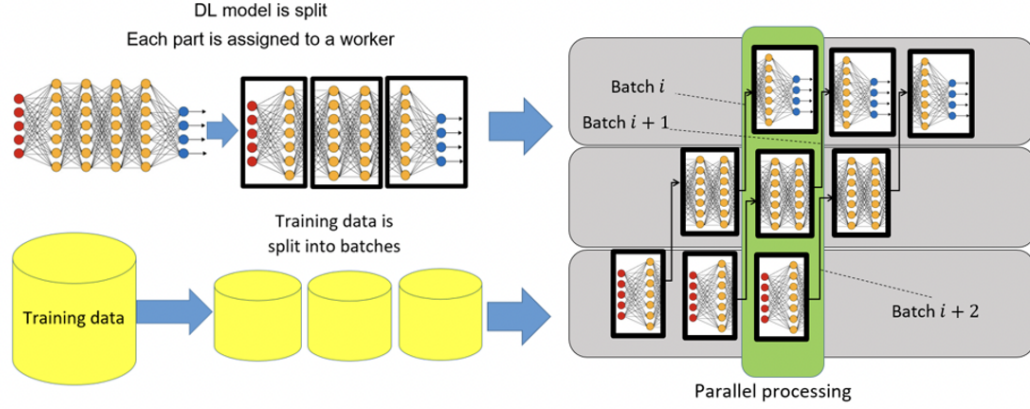 DL model is split
Each part is assigned to a worker
Training data is
split into batches
Training data
Batch i
Batch i + 1
Batch i + 2
Parallel processing